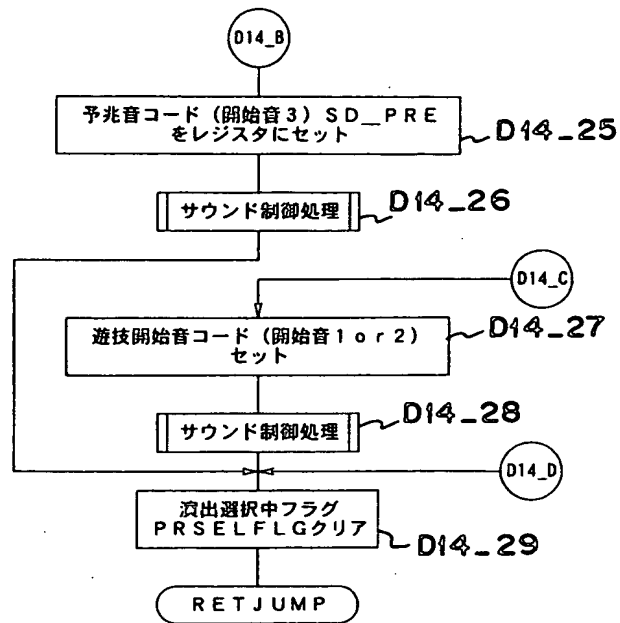 D14_B
予兆音コード（開始音３）ＳＤ＿ＰＲＥ
をレジスタにセット
D14_25
サウンド制御処理
D14_26
D14_C
遊技開始音コード（開始音１ｏｒ２）
セット
D14_27
サウンド制御処理
D14_28
D14_D
演出選択中フラグ
ＰＲＳＥＬＦＬＧクリア
D14_29
ＲＥＴＪＵＭＰ